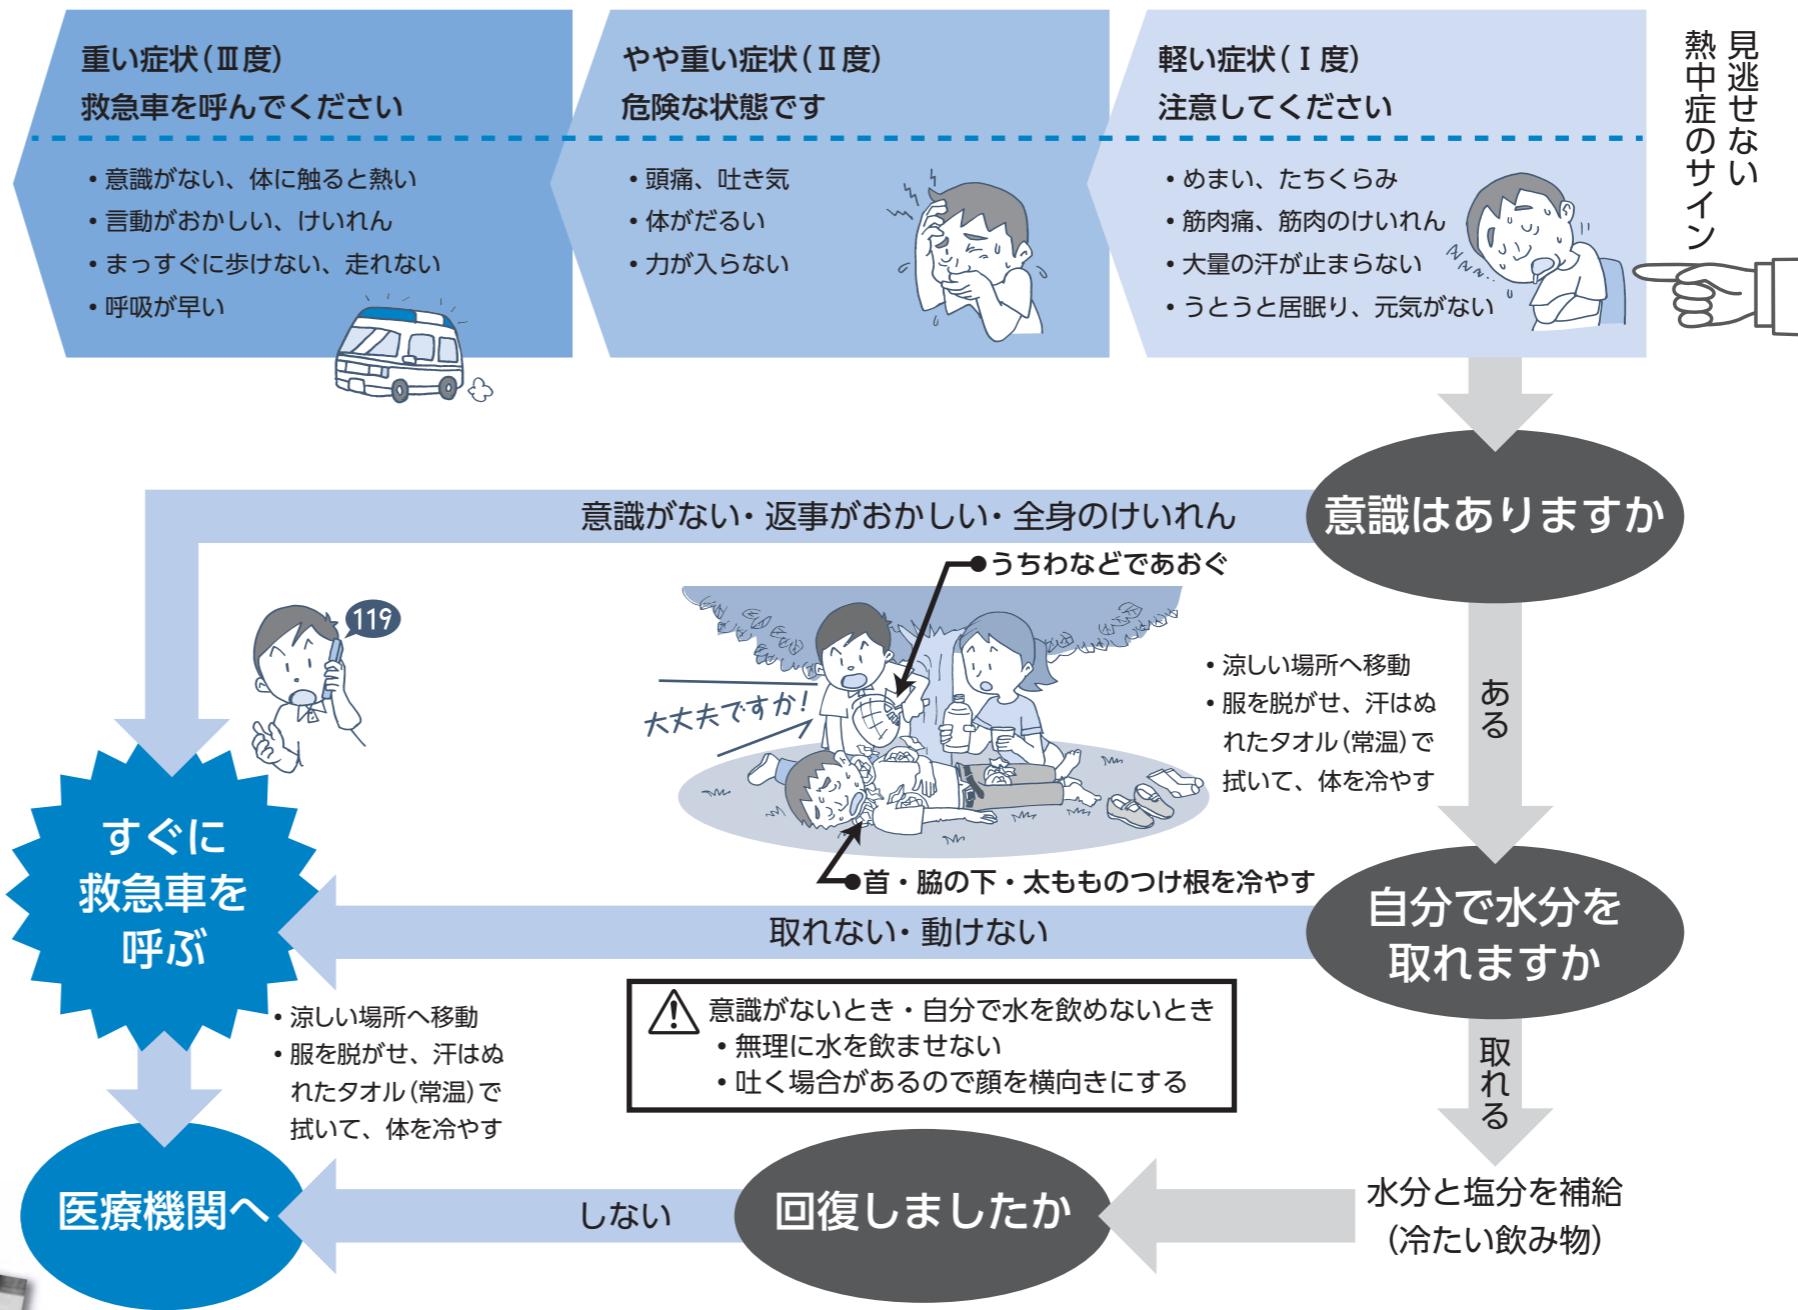 見逃せない
熱中症のサイン
軽い症状(Ⅰ度)
注意してください
・めまい、たちくらみ
・筋肉痛、筋肉のけいれん
・大量の汗が止まらない
・うとうと居眠り、元気がない
やや重い症状(Ⅱ度)
危険な状態です
・頭痛、吐き気
・体がだるい
・力が入らない
重い症状(Ⅲ度)
救急車を呼んでください
・意識がない、体に触ると熱い
・言動がおかしい、けいれん
・まっすぐに歩けない、走れない
・呼吸が早い
意識はありますか
意識がない・返事がおかしい・全身のけいれん
119
うちわなどであおぐ
大丈夫ですか!
首・脇の下・太もものつけ根を冷やす
ある
・涼しい場所へ移動
・服を脱がせ、汗はぬ
れたタオル(常温)で
拭いて、体を冷やす
自分で水分を
取れますか
取れない・動けない
すぐに
救急車を
呼ぶ
・涼しい場所へ移動
・服を脱がせ、汗はぬ
れたタオル(常温)で
拭いて、体を冷やす
意識がないとき・自分で水を飲めないとき
・無理に水を飲ませない
・吐く場合があるので顔を横向きにする
取れる
水分と塩分を補給
(冷たい飲み物)
回復しましたか
しない
医療機関へ